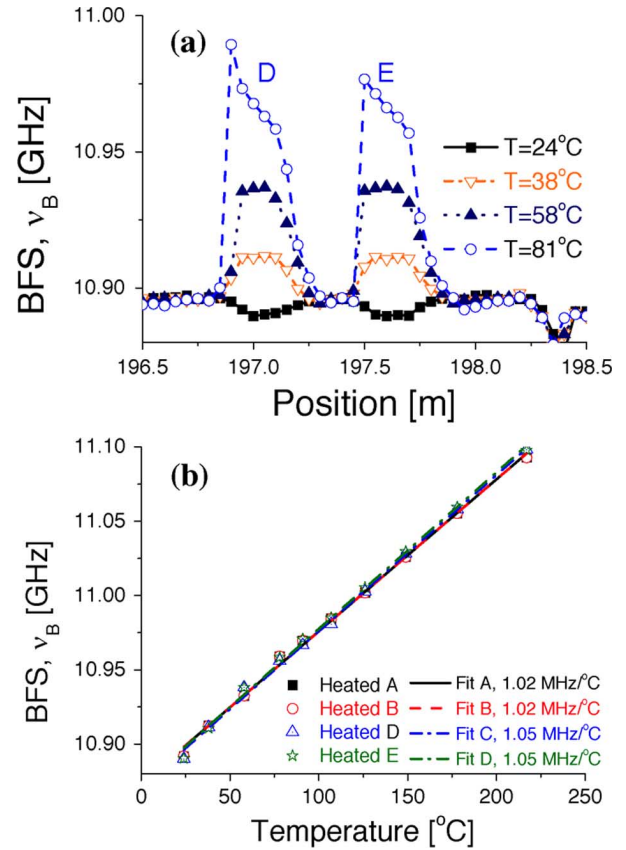 11.00
(a)
D
E
10.95
T=24°C
T=38°C
T=58°C
T=81°C
10.90
BFS, ν_B [GHz]
196.5 197.0 197.5 198.0 198.5
Position [m]
11.10
(b)
11.05
11.00
10.95
10.90
BFS, ν_B [GHz]
Heated A Fit A, 1.02 MHz/°C
Heated B Fit B, 1.02 MHz/°C
Heated D Fit C, 1.05 MHz/°C
Heated E Fit D, 1.05 MHz/°C
0 50 100 150 200 250
Temperature [°C]